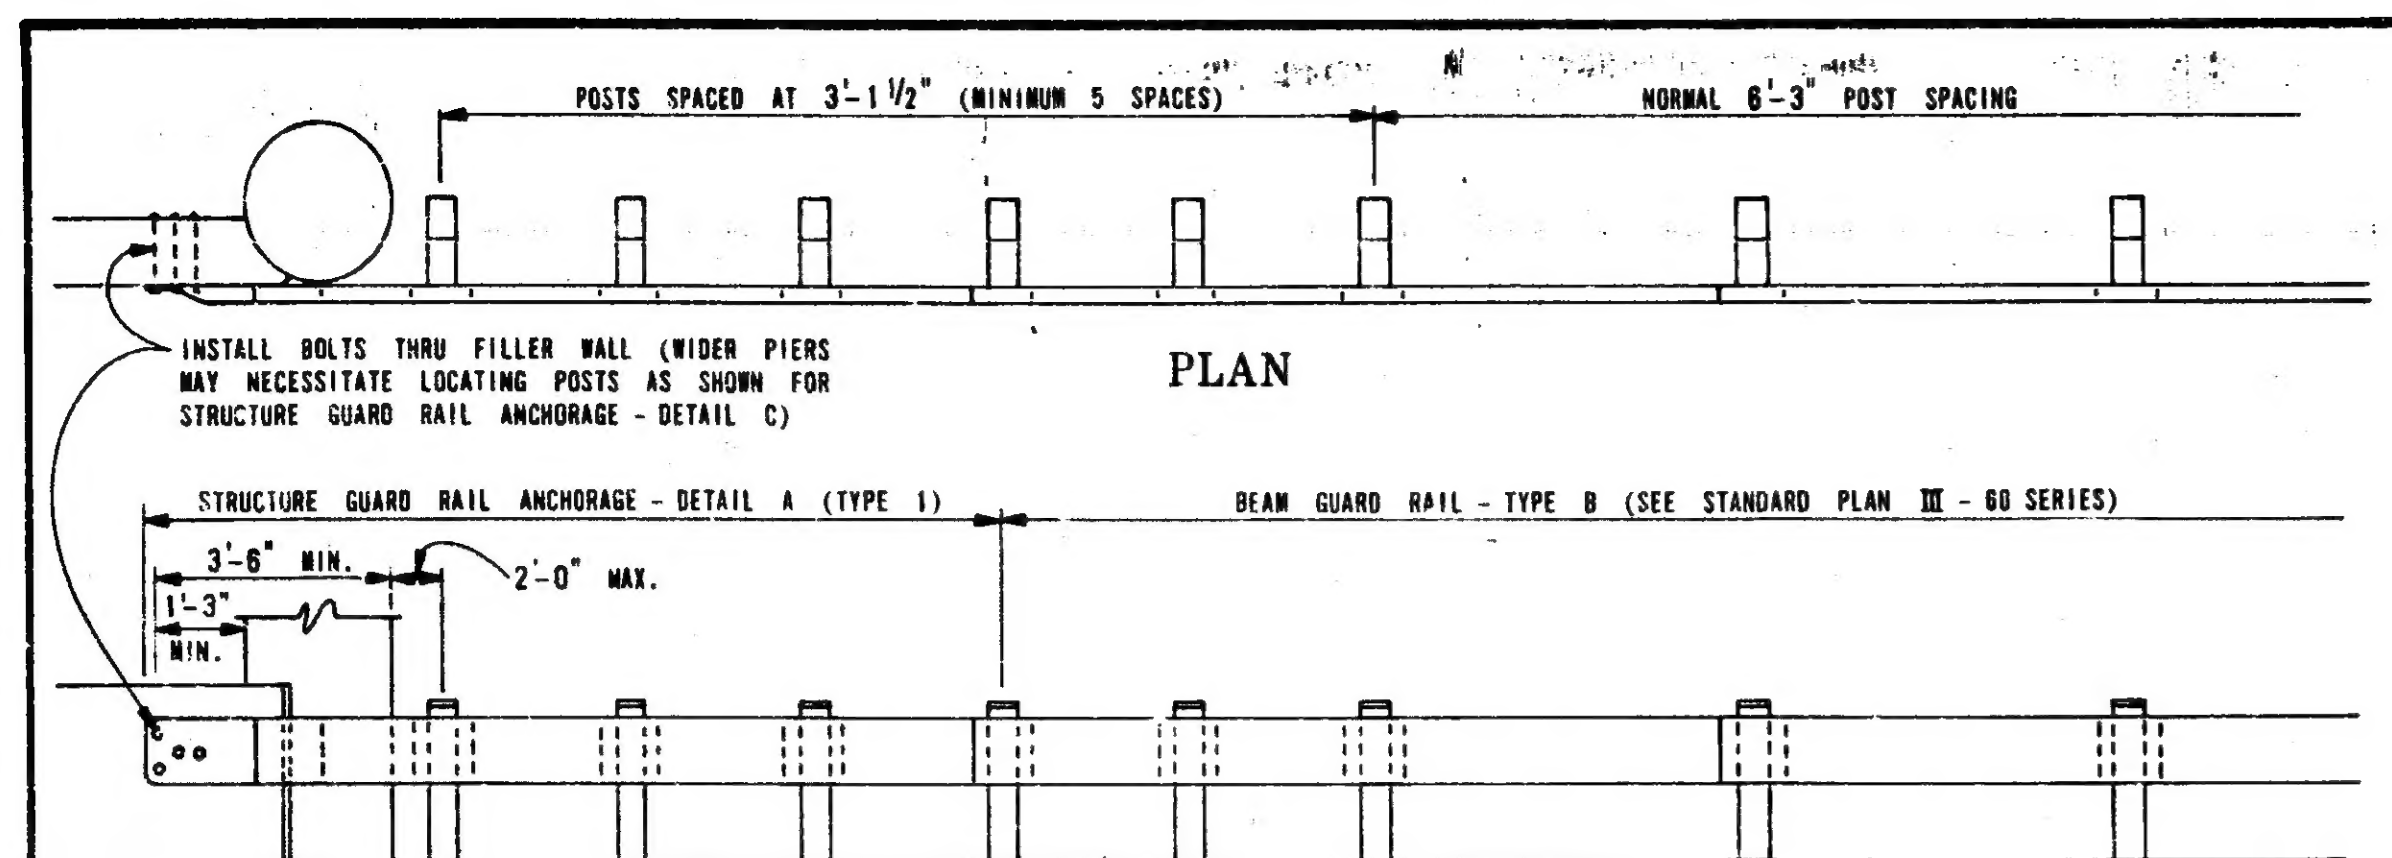 POSTS SPACED AT 3'-1 1/2" (MINIMUM 5 SPACES)
NORMAL 6'-3" POST SPACING
INSTALL BOLTS THRU FILLER WALL (WIDER PIERS
MAY NECESSITATE LOCATING POSTS AS SHOWN FOR
STRUCTURE GUARD RAIL ANCHORAGE - DETAIL C)
PLAN
STRUCTURE GUARD RAIL ANCHORAGE - DETAIL A (TYPE 1)
BEAM GUARD RAIL - TYPE B (SEE STANDARD PLAN III - 60 SERIES)
3'-6" MIN.
2'-0" MAX.
1'-3"
MIN.